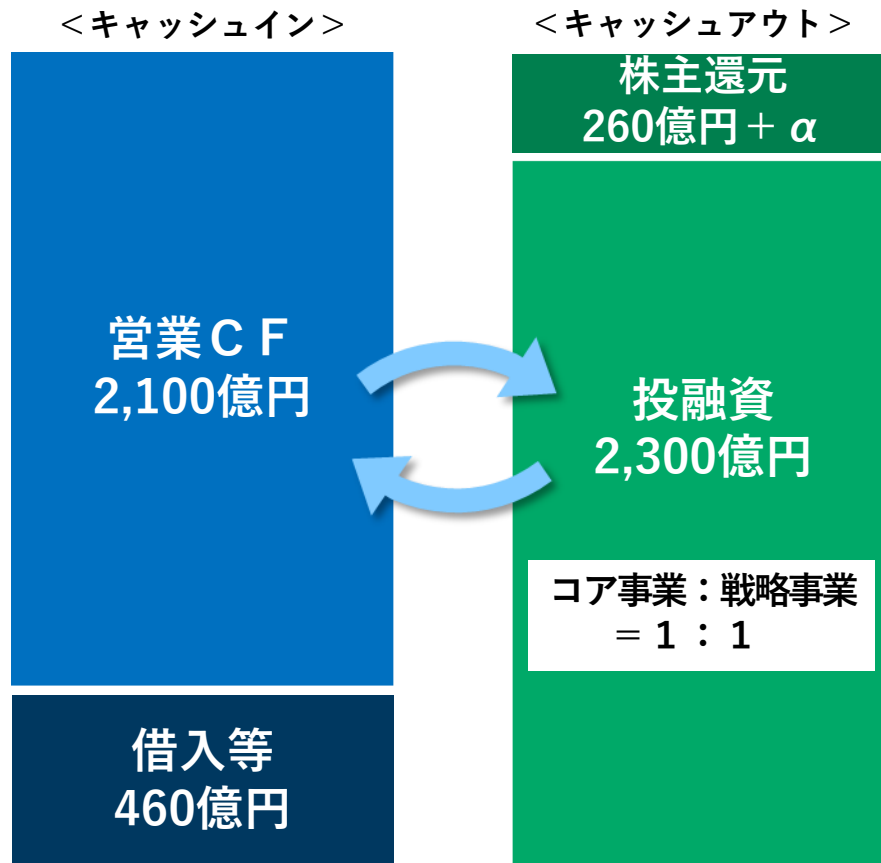 ＜キャッシュイン＞
営業ＣＦ
2,100億円
借入等
460億円
＜キャッシュアウト＞
株主還元
260億円＋α
投融資
2,300億円
コア事業：戦略事業
＝１：１